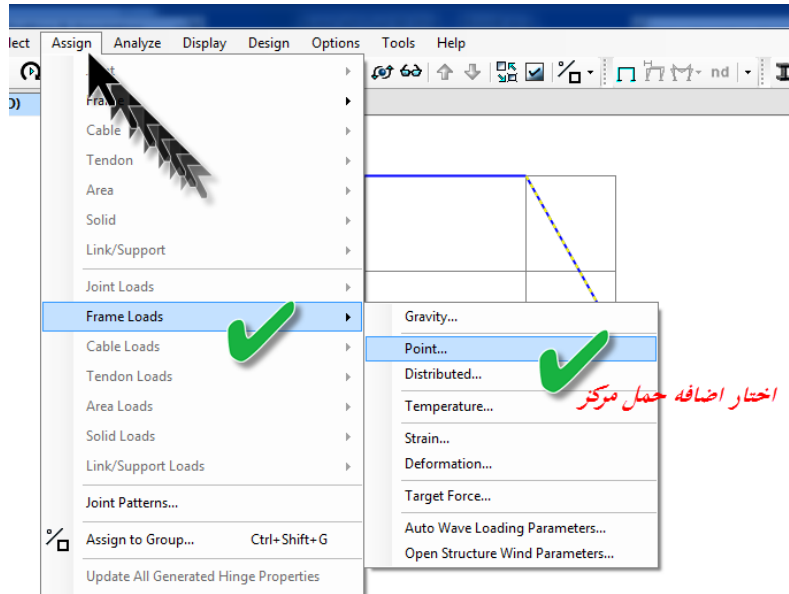 lect Assign Analyze Display Design Options Tools Help
nd
Frame
Cable
Tendon
Area
Solid
Link/Support
Joint Loads
Frame Loads
Cable Loads
Tendon Loads
Area Loads
Solid Loads
Link/Support Loads
Joint Patterns...
Assign to Group... Ctrl+Shift+G
Update All Generated Hinge Properties
Gravity...
Point...
Distributed...
Temperature...
Strain...
Deformation...
Target Force...
Auto Wave Loading Parameters...
Open Structure Wind Parameters...
اختار اضافه حمل مركز